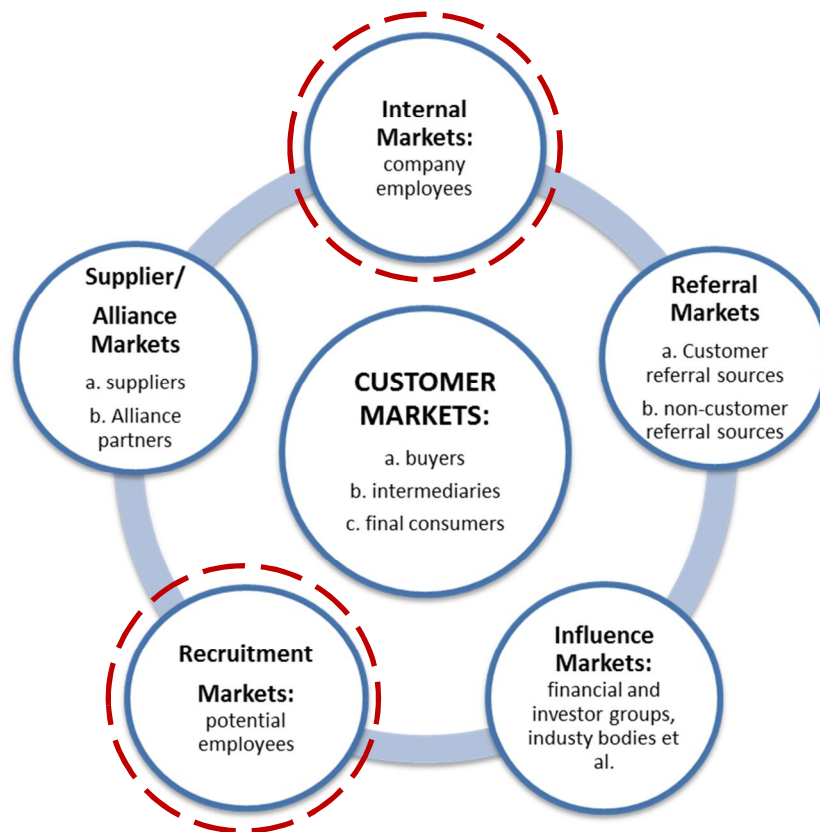 Internal
Markets:
company
employees
Supplier/
Alliance
Markets
a. suppliers
b. Alliance
partners
Referral
Markets
a. Customer
referral sources
b. non-customer
referral sources
CUSTOMER
MARKETS:
a. buyers
b. intermediaries
c. final consumers
Recruitment
Markets:
potential
employees
Influence
Markets:
financial and
investor groups,
industy bodies et
al.